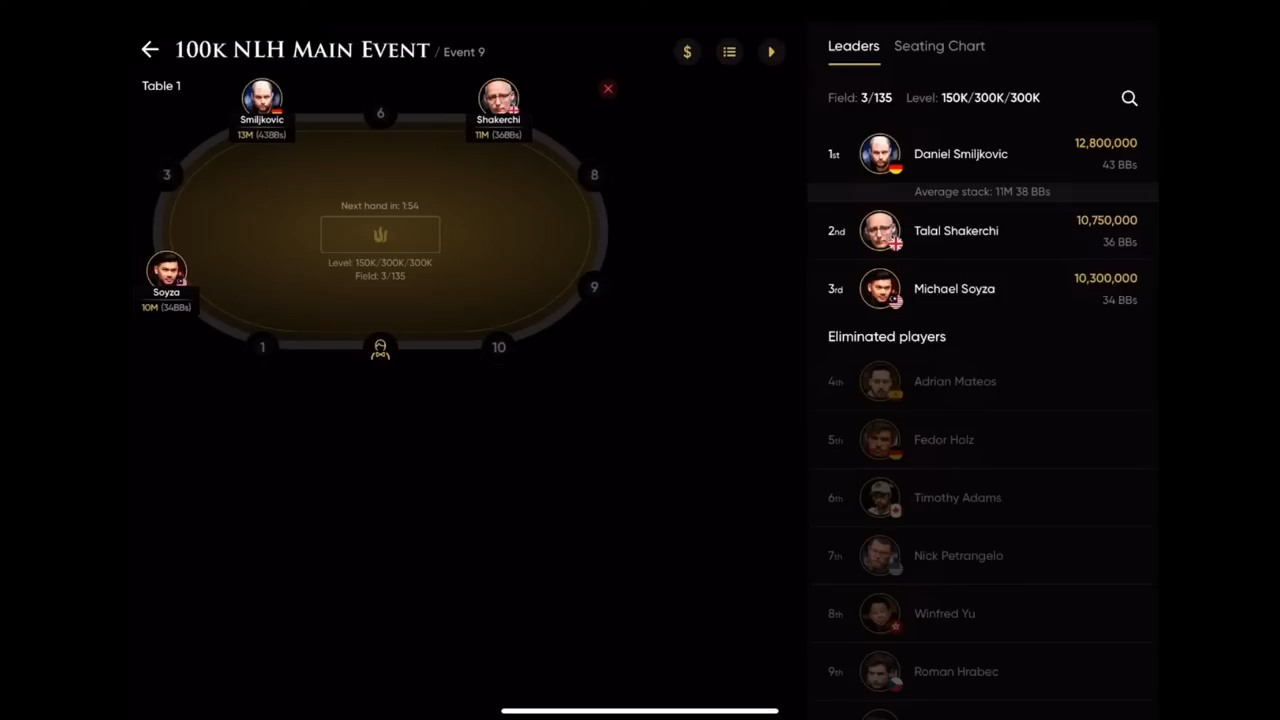 100K NLH MAIN EVENT / Event 9
$
Table 1
Smiljkovic
13M (43BBs)
6
Shakerchi
11M (36BBs)
3
8
Next hand in: 1:54
Level: 150K/300K/300K
Field: 3/135
Soyza
10M (34BBs)
9
1
10
Leaders Seating Chart
Field: 3/135 Level: 150K/300K/300K
1st Daniel Smiljkovic 12,800,000
43 BBs
Average stack: 11M 38 BBs
2nd Talal Shakerchi 10,750,000
36 BBs
3rd Michael Soyza 10,300,000
34 BBs
Eliminated players
4th Adrian Mateos
5th Fedor Holz
6th Timothy Adams
7th Nick Petrangelo
8th Winfred Yu
9th Roman Hrabec